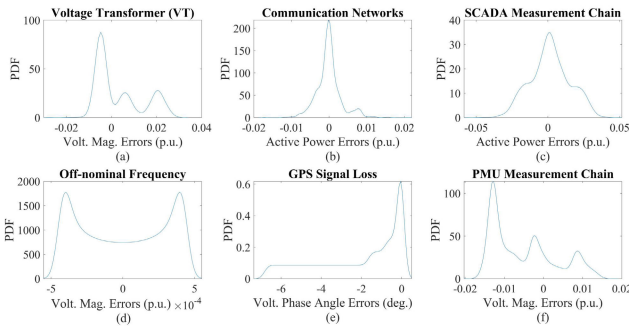 Voltage Transformer (VT)
100
50
0
PDF
-0.02
0
0.02
0.04
Volt. Mag. Errors (p.u.)
(a)
Communication Networks
200
150
100
50
0
PDF
-0.02
-0.01
0
0.01
0.02
Active Power Errors (p.u.)
(b)
SCADA Measurement Chain
40
30
20
10
0
PDF
-0.05
0
0.05
Active Power Errors (p.u.)
(c)
Off-nominal Frequency
2000
1500
1000
500
0
PDF
-5
0
5
Volt. Mag. Errors (p.u.) ×10⁻⁴
(d)
GPS Signal Loss
0.6
0.4
0.2
0
PDF
-6
-4
-2
0
Volt. Phase Angle Errors (deg.)
(e)
PMU Measurement Chain
100
50
0
PDF
-0.02
-0.01
0
0.01
0.02
Volt. Mag. Errors (p.u.)
(f)